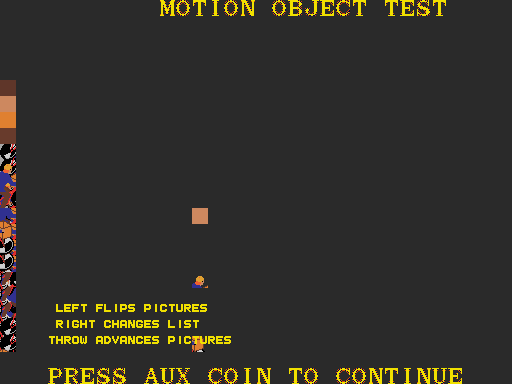 MOTION OBJECT TEST
LEFT FLIPS PICTURES
RIGHT CHANGES LIST
THROW ADVANCES PICTURES
PRESS AUX COIN TO CONTINUE